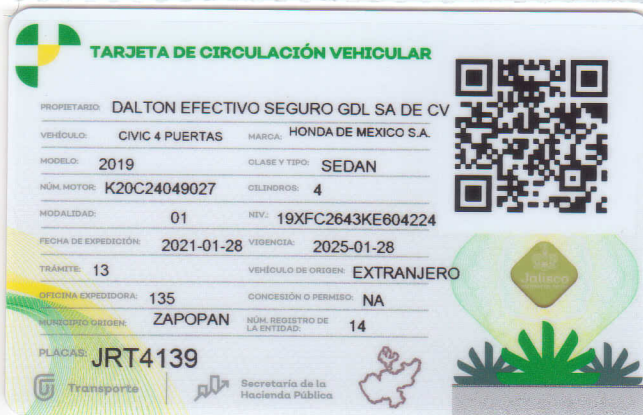 TARJETA DE CIRCULACIÓN VEHICULAR
PROPIETARIO: DALTON EFECTIVO SEGURO GDL SA DE CV
VEHÍCULO: CIVIC 4 PUERTAS MARCA: HONDA DE MEXICO S.A.
MODELO: 2019 CLASE Y TIPO: SEDAN
NÚM. MOTOR: K20C24049027 CILINDROS: 4
MODALIDAD: 01 NIV: 19XFC2643KE604224
FECHA DE EXPEDICIÓN: 2021-01-28 VIGENCIA: 2025-01-28
TRÁMITE: 13 VEHÍCULO DE ORIGEN: EXTRANJERO
OFICINA EXPEDIDORA: 135 CONCESIÓN O PERMISO: NA
MUNICIPIO ORIGEN: ZAPOPAN NÚM. REGISTRO DE LA ENTIDAD: 14
PLACAS: JRT4139
Jalisco
Transporte
Secretaría de la
Hacienda Pública